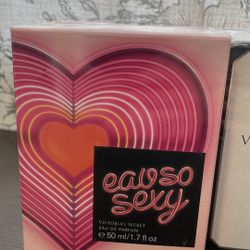 eau so
sexy
VICTORIA'S SECRET
EAU DE PARFUM
e 50 ml/1.7 fl oz
V